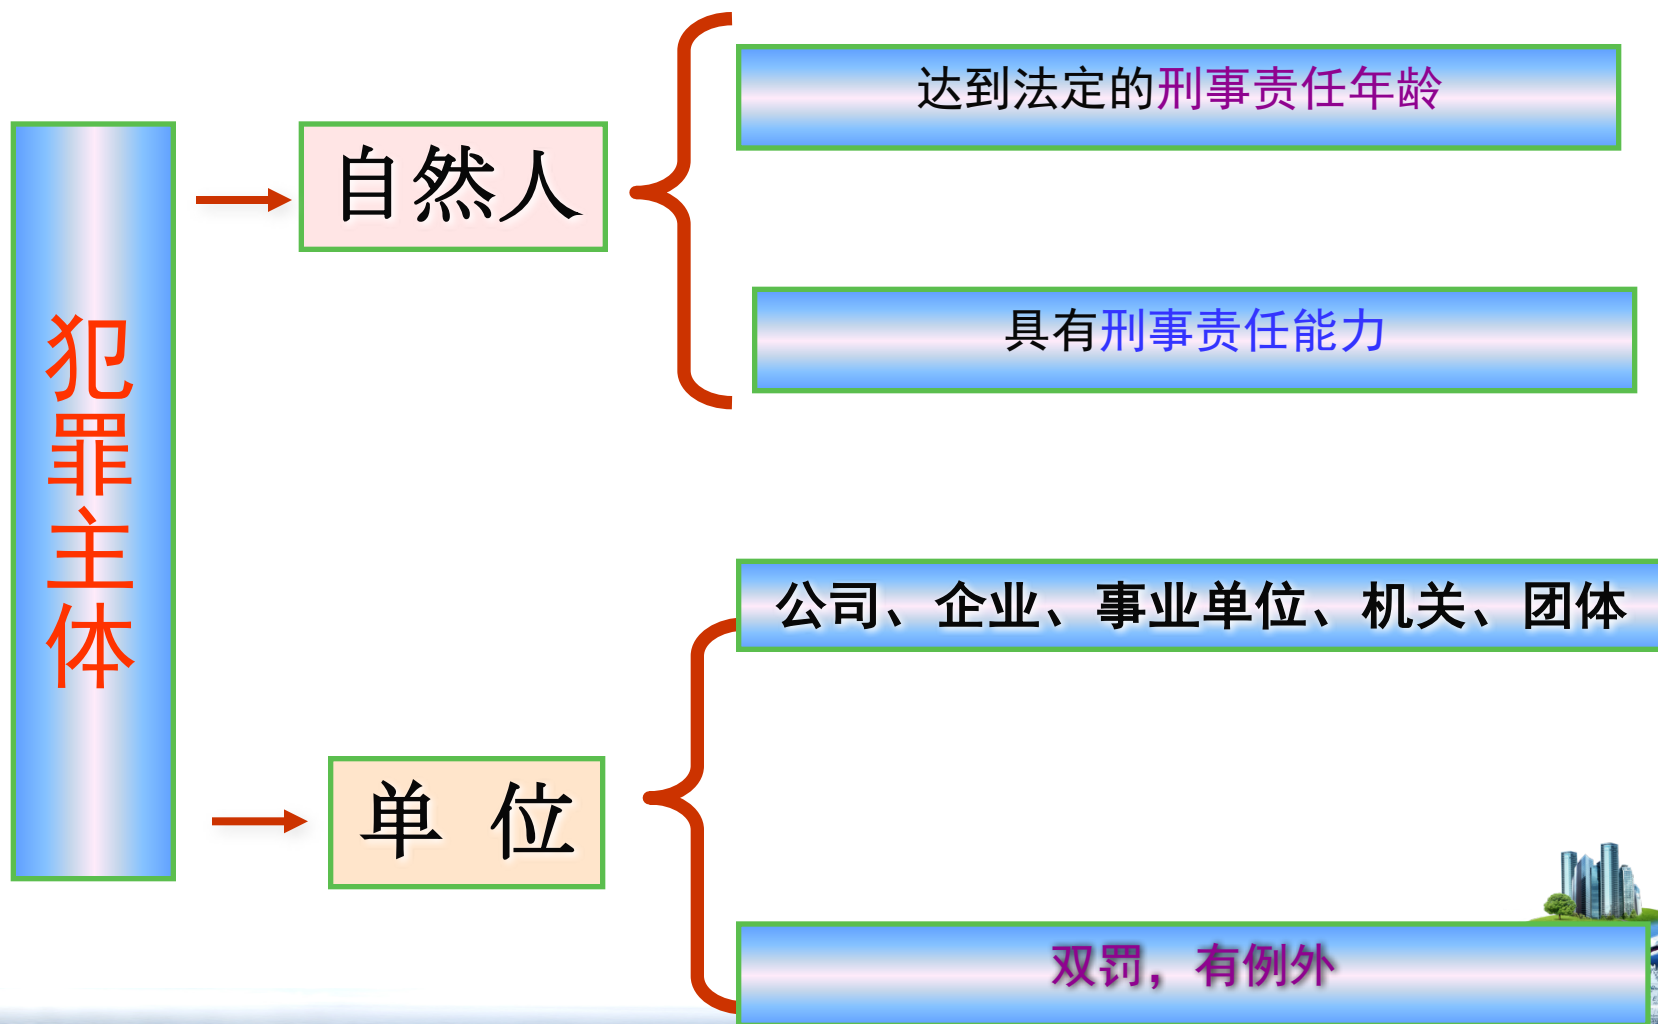 犯罪主体
自然人
达到法定的刑事责任年龄
具有刑事责任能力
单 位
公司、企业、事业单位、机关、团体
双罚，有例外